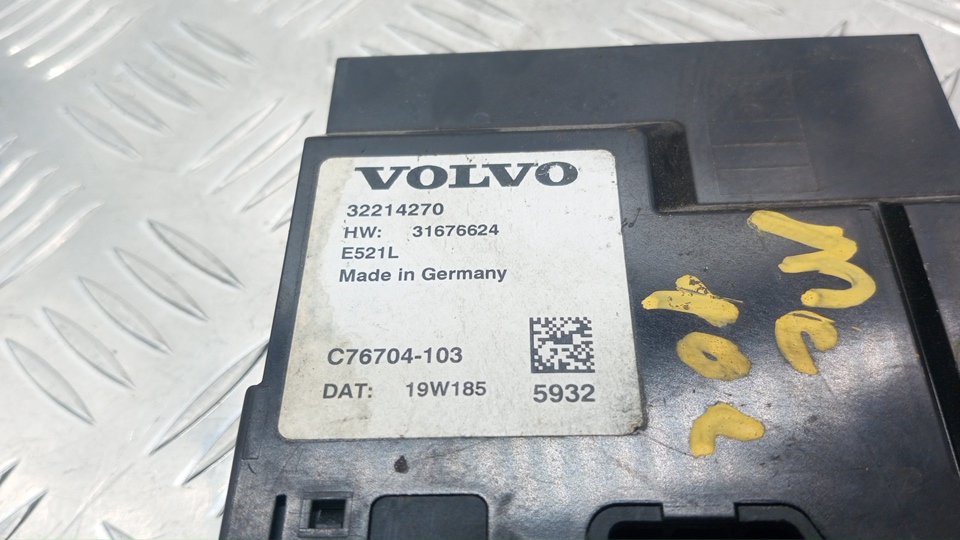 VOLVO
32214270
HW: 31676624
E521L
Made in Germany
C76704-103
DAT: 19W185
5932